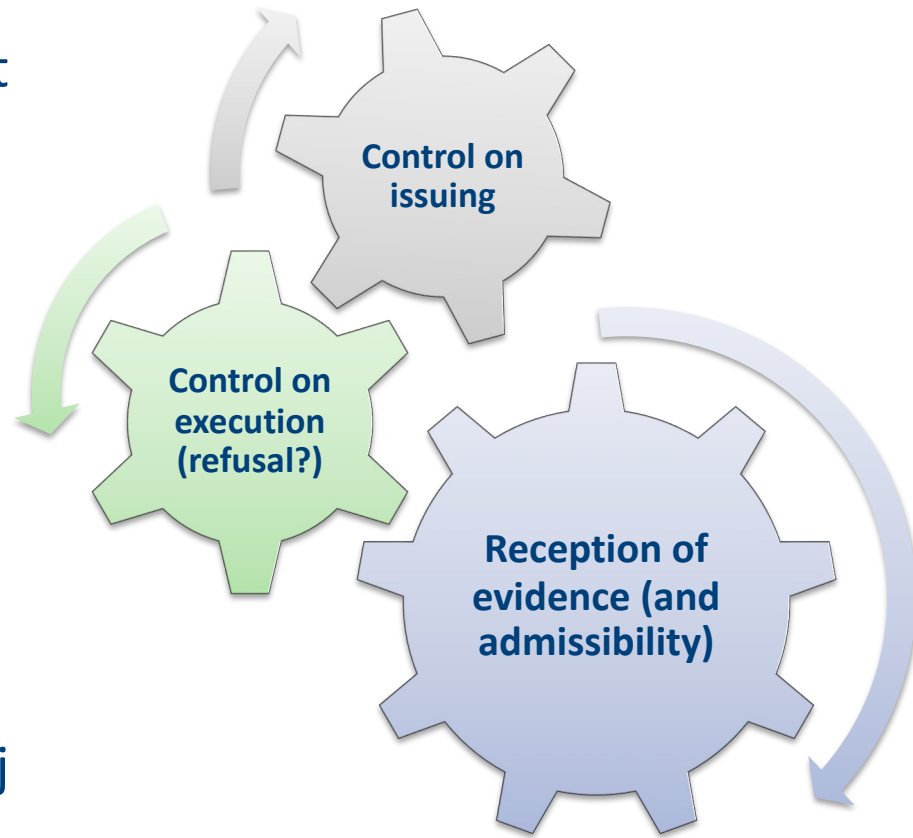 t
Control on
issuing
Control on
execution
(refusal?)
Reception of
evidence (and
admissibility)
j